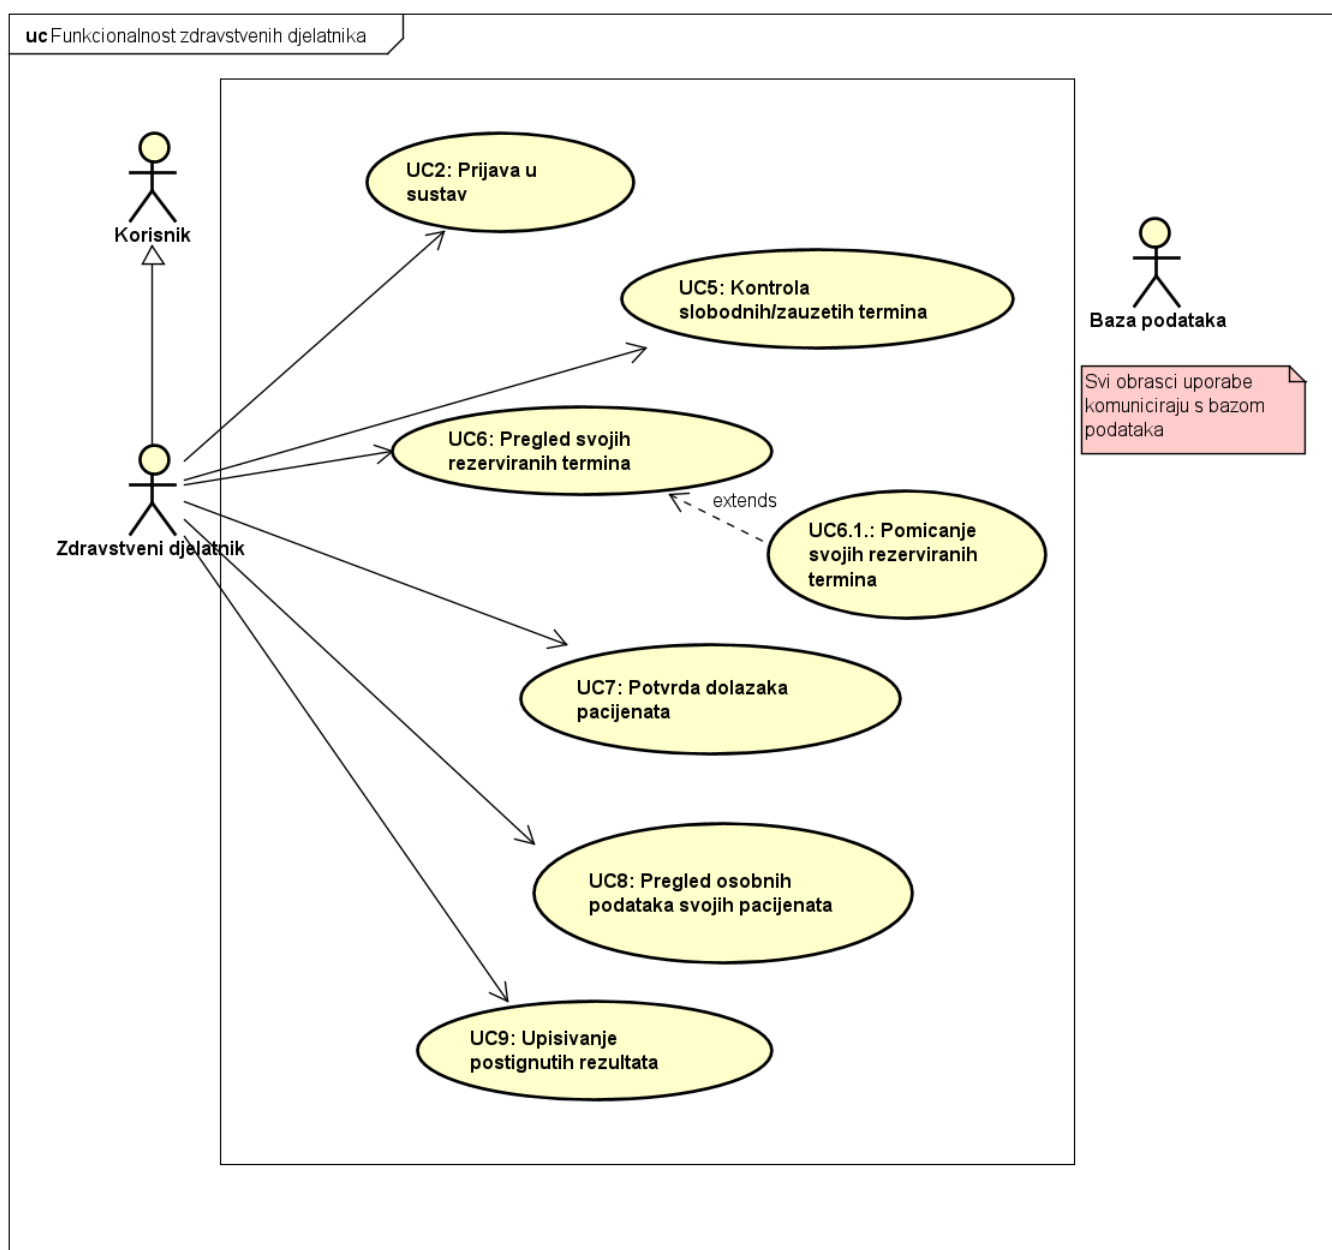 uc Funkcionalnost zdravstvenih djelatnika
Korisnik
UC2: Prijava u
sustav
UC5: Kontrola
slobodnih/zauzetih termina
Baza podataka
Svi obrasci uporabe
komuniciraju s bazom
podataka
UC6: Pregled svojih
rezerviranih termina
extends
Zdravstveni djelatnik
UC6.1.: Pomicanje
svojih rezerviranih
termina
UC7: Potvrda dolazaka
pacijenata
UC8: Pregled osobnih
podataka svojih pacijenata
UC9: Upisivanje
postignutih rezultata